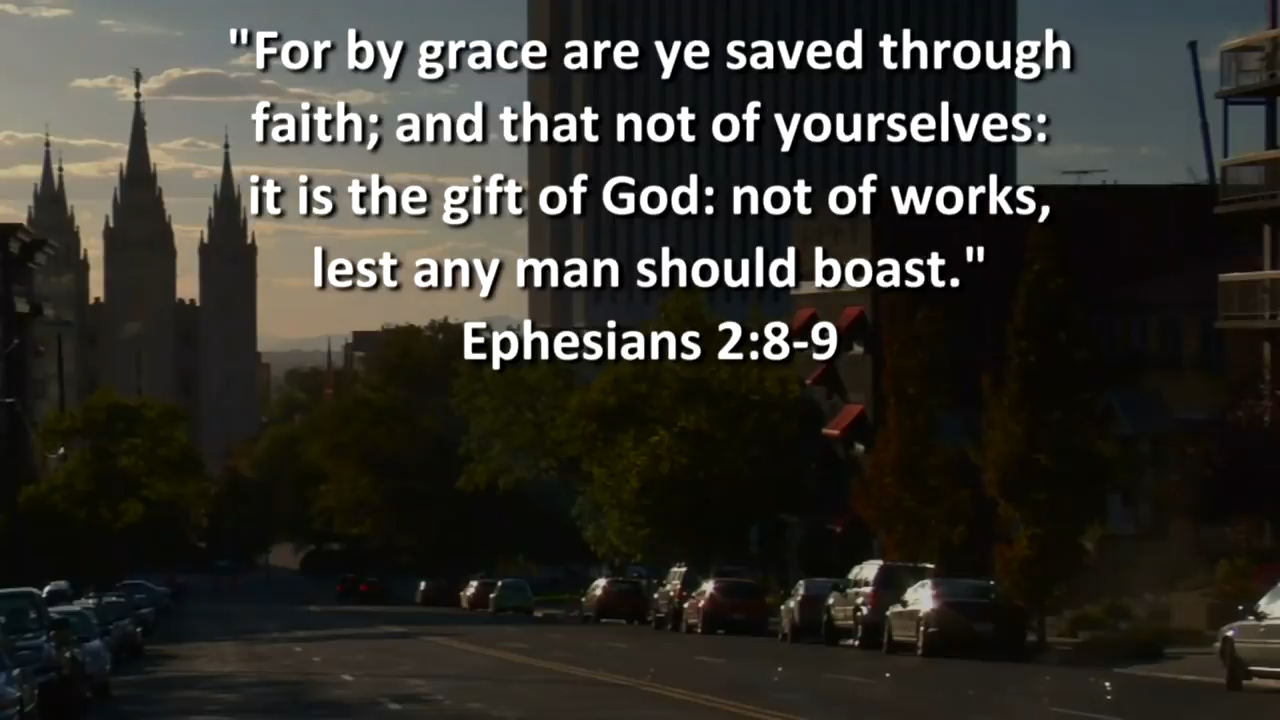 "For by grace are ye saved through
faith; and that not of yourselves:
it is the gift of God: not of works,
lest any man should boast."
Ephesians 2:8-9